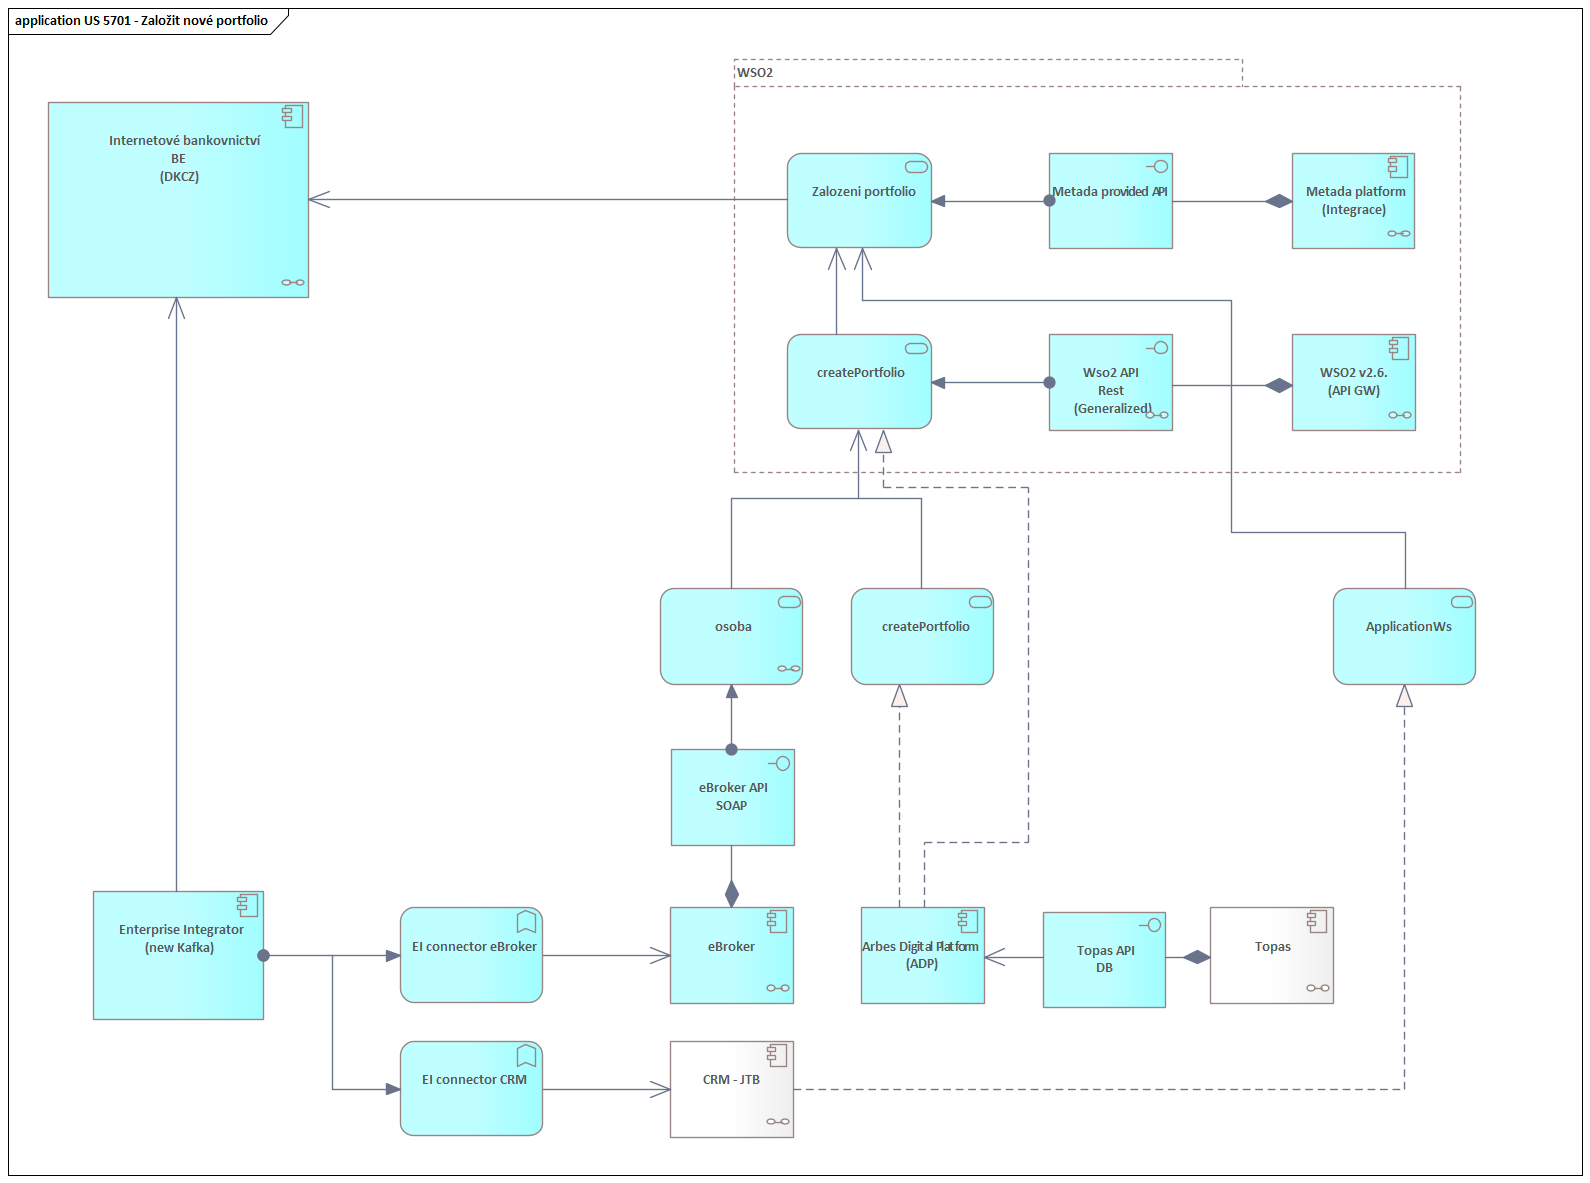 application US 5701 - Založit nové portfolio
WSO2
Internetové bankovnictví
BE
(DKCZ)
Zalozeni portfolio
Metada provided API
Metada platform
(Integrace)
createPortfolio
Wso2 API
Rest
(Generalized)
WSO2 v2.6.
(API GW)
osoba
createPortfolio
ApplicationWs
eBroker API
SOAP
Enterprise Integrator
(new Kafka)
EI connector eBroker
eBroker
Arbes Digital Platform
(ADP)
Topas API
DB
Topas
EI connector CRM
CRM - JTB